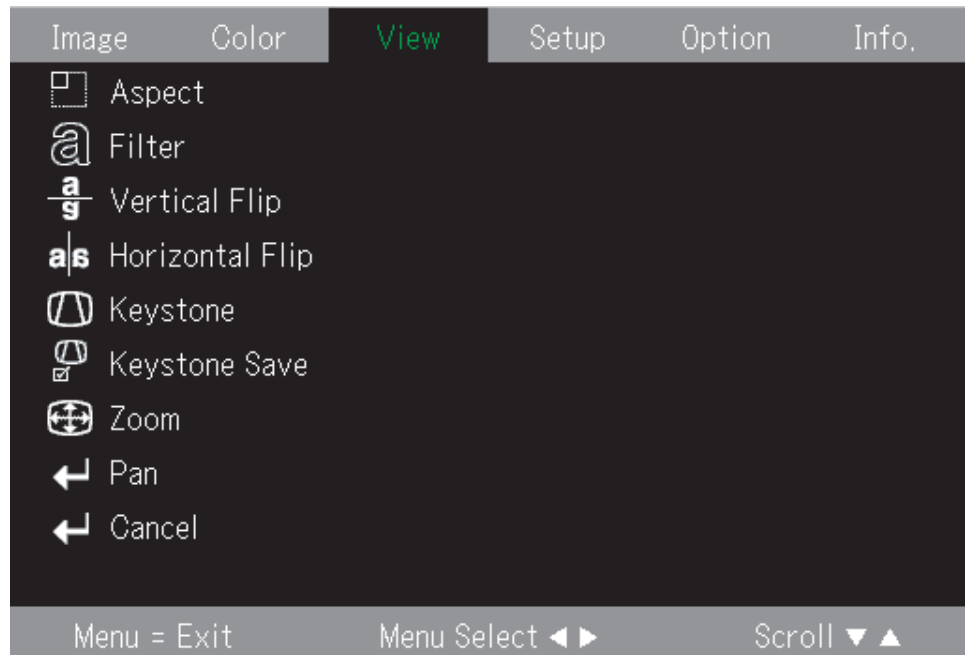 Image Color View Setup Option Info.
Aspect
a Filter
a
g Vertical Flip
a s Horizontal Flip
Keystone
Keystone Save
Zoom
Pan
Cancel
Menu = Exit Menu Select ◀ ▶ Scroll ▼ ▲